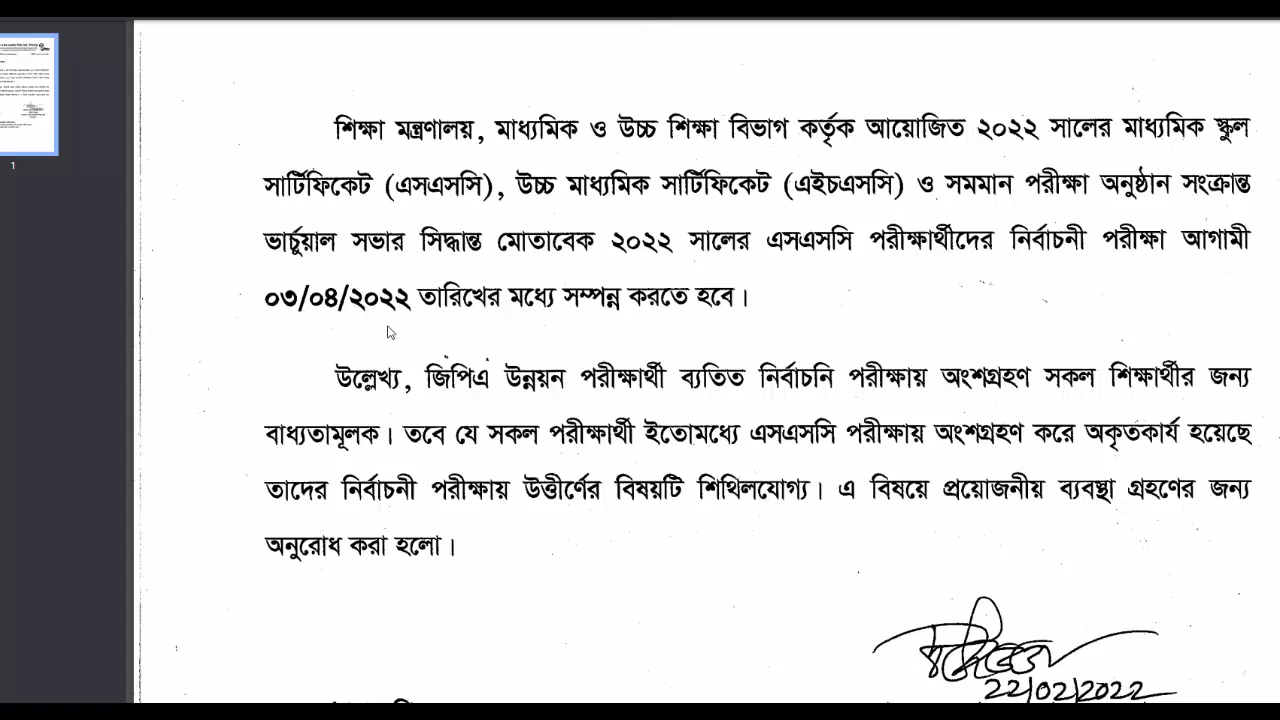 শিক্ষা মন্ত্রণালয়, মাধ্যমিক ও উচ্চ শিক্ষা বিভাগ কর্তৃক আয়োজিত ২০২২ সালের মাধ্যমিক স্কুল
সার্টিফিকেট (এসএসসি), উচ্চ মাধ্যমিক সার্টিফিকেট (এইচএসসি) ও সমমান পরীক্ষা অনুষ্ঠান সংক্রান্ত
ভার্চুয়াল সভার সিদ্ধান্ত মোতাবেক ২০২২ সালের এসএসসি পরীক্ষার্থীদের নির্বাচনী পরীক্ষা আগামী
০৩/০৪/২০২২ তারিখের মধ্যে সম্পন্ন করতে হবে।
উল্লেখ্য, জিপিএ উন্নয়ন পরীক্ষার্থী ব্যতিত নির্বাচনি পরীক্ষায় অংশগ্রহণ সকল শিক্ষার্থীর জন্য
বাধ্যতামূলক। তবে যে সকল পরীক্ষার্থী ইতোমধ্যে এসএসসি পরীক্ষায় অংশগ্রহণ করে অকৃতকার্য হয়েছে
তাদের নির্বাচনী পরীক্ষায় উত্তীর্ণের বিষয়টি শিথিলযোগ্য। এ বিষয়ে প্রয়োজনীয় ব্যবস্থা গ্রহণের জন্য
অনুরোধ করা হলো।
22/02/2022
1